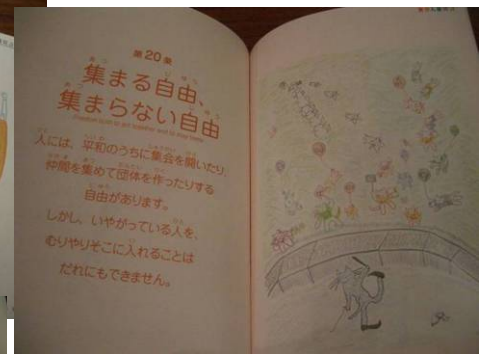 第20条
集まる自由、
集まらない自由
人には、平和のうちに集会を開いたり、
仲間を集めて団体を作ったりする
自由があります。
しかし、いやがっている人を、
むりやりそこに入れることは
だれにもできません。